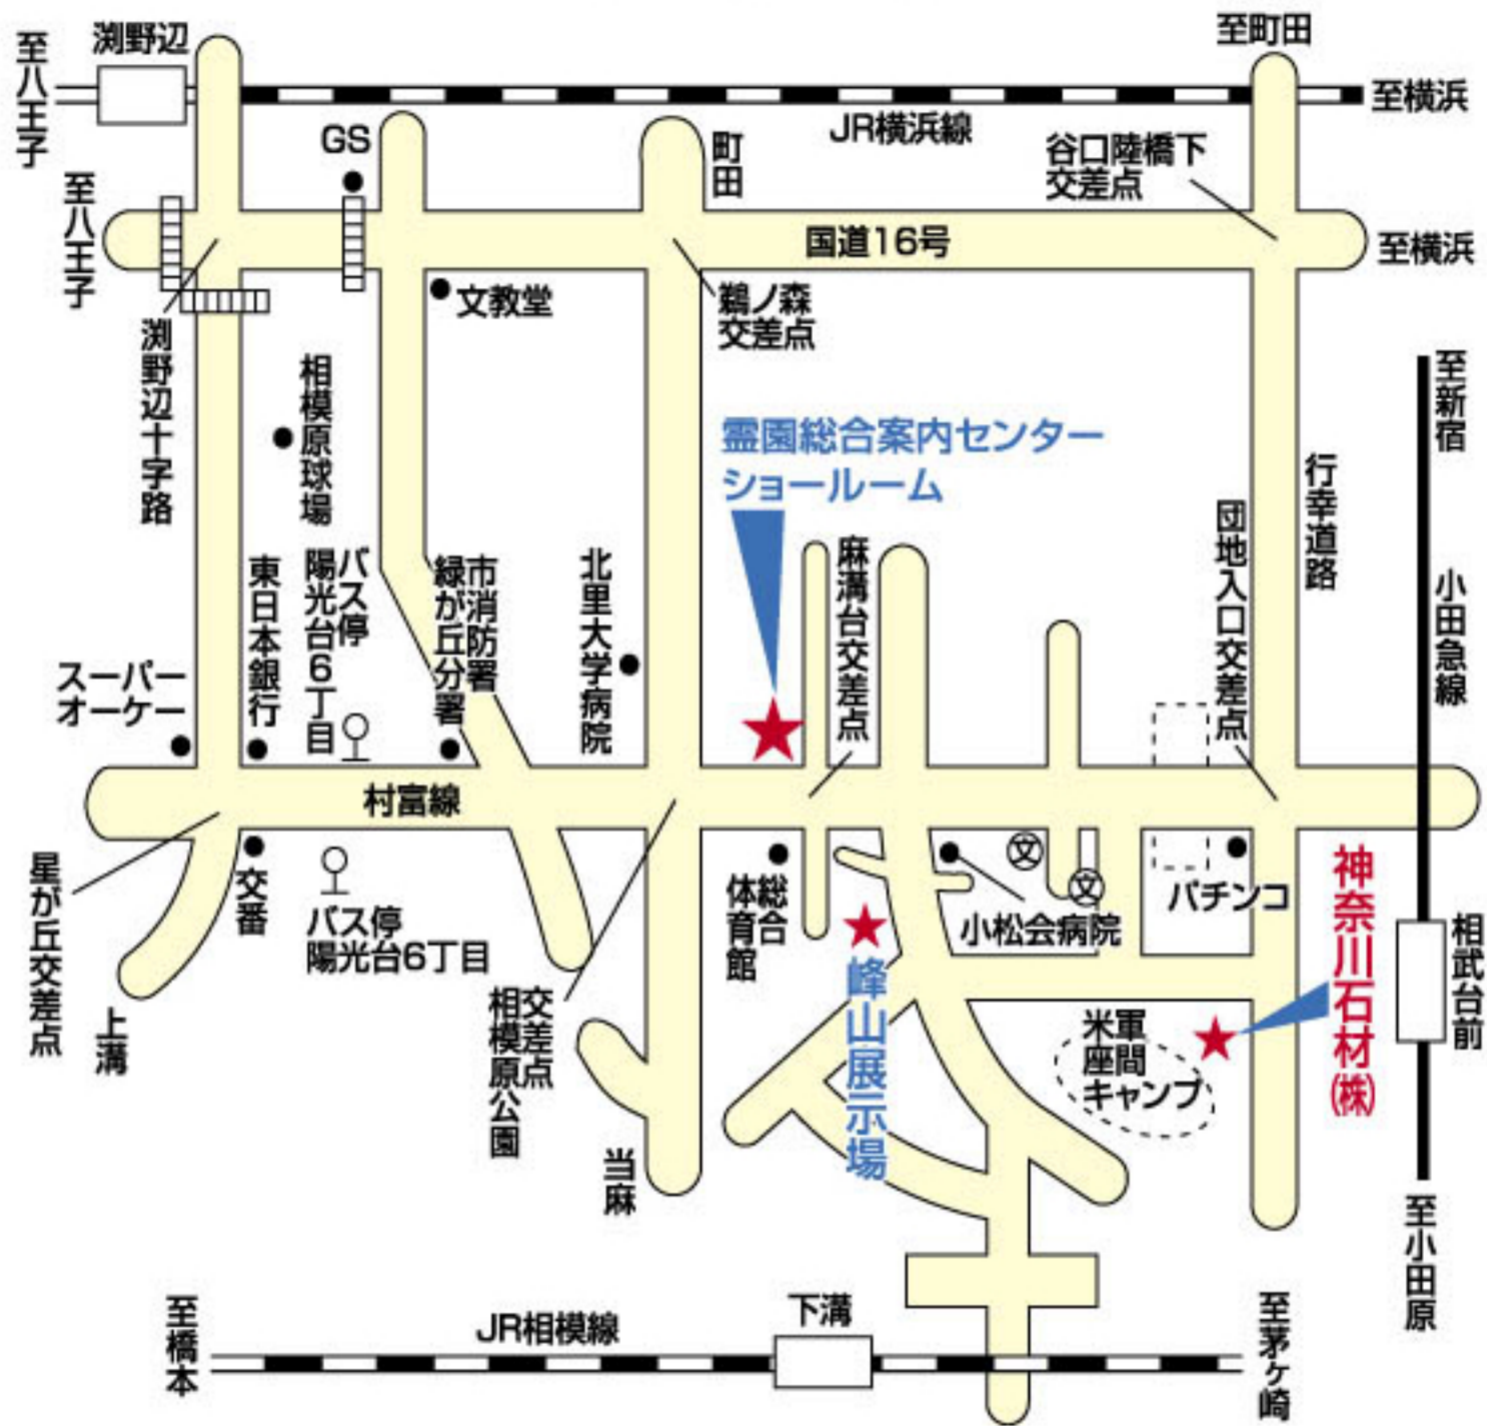 至八王子
渕野辺
至町田
至横浜
JR横浜線
GS
町田
谷口陸橋下
交差点
至八王子
国道16号
至横浜
文教堂
鵜ノ森
交差点
渕野辺十字路
相模原球場
至新宿
霊園総合案内センター
ショールーム
行幸道路
団地入口交差点
麻溝台交差点
小田急線
東日本銀行
バス停
陽光台6丁目
市消防署
緑が丘分署
北里大学病院
スーパー
オーケー
村富線
星が丘交差点
交番
バス停
陽光台6丁目
上溝
総合
体育館
文
文
小松会病院
パチンコ
神奈川石材㈱
相武台前
峰山展示場
米軍
座間
キャンプ
交差点
相模原公園
当麻
至小田原
至橋本
JR相模線
下溝
至茅ヶ崎